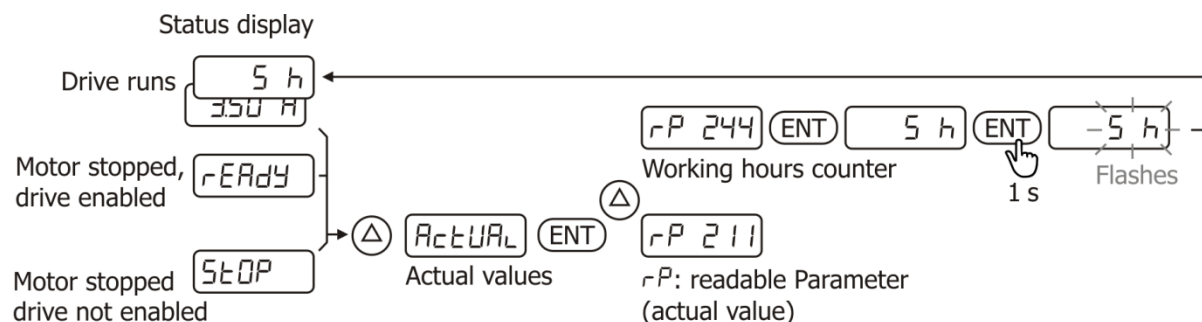 Status display
Drive runs
5 h
3.50 A
rP 244 ENT 5 h ENT 5 h
Working hours counter
1 s
Flashes
Motor stopped,
drive enabled
rEAdY
ActUAL ENT rP 211
Actual values
rP: readable Parameter
(actual value)
Motor stopped
drive not enabled
StOP